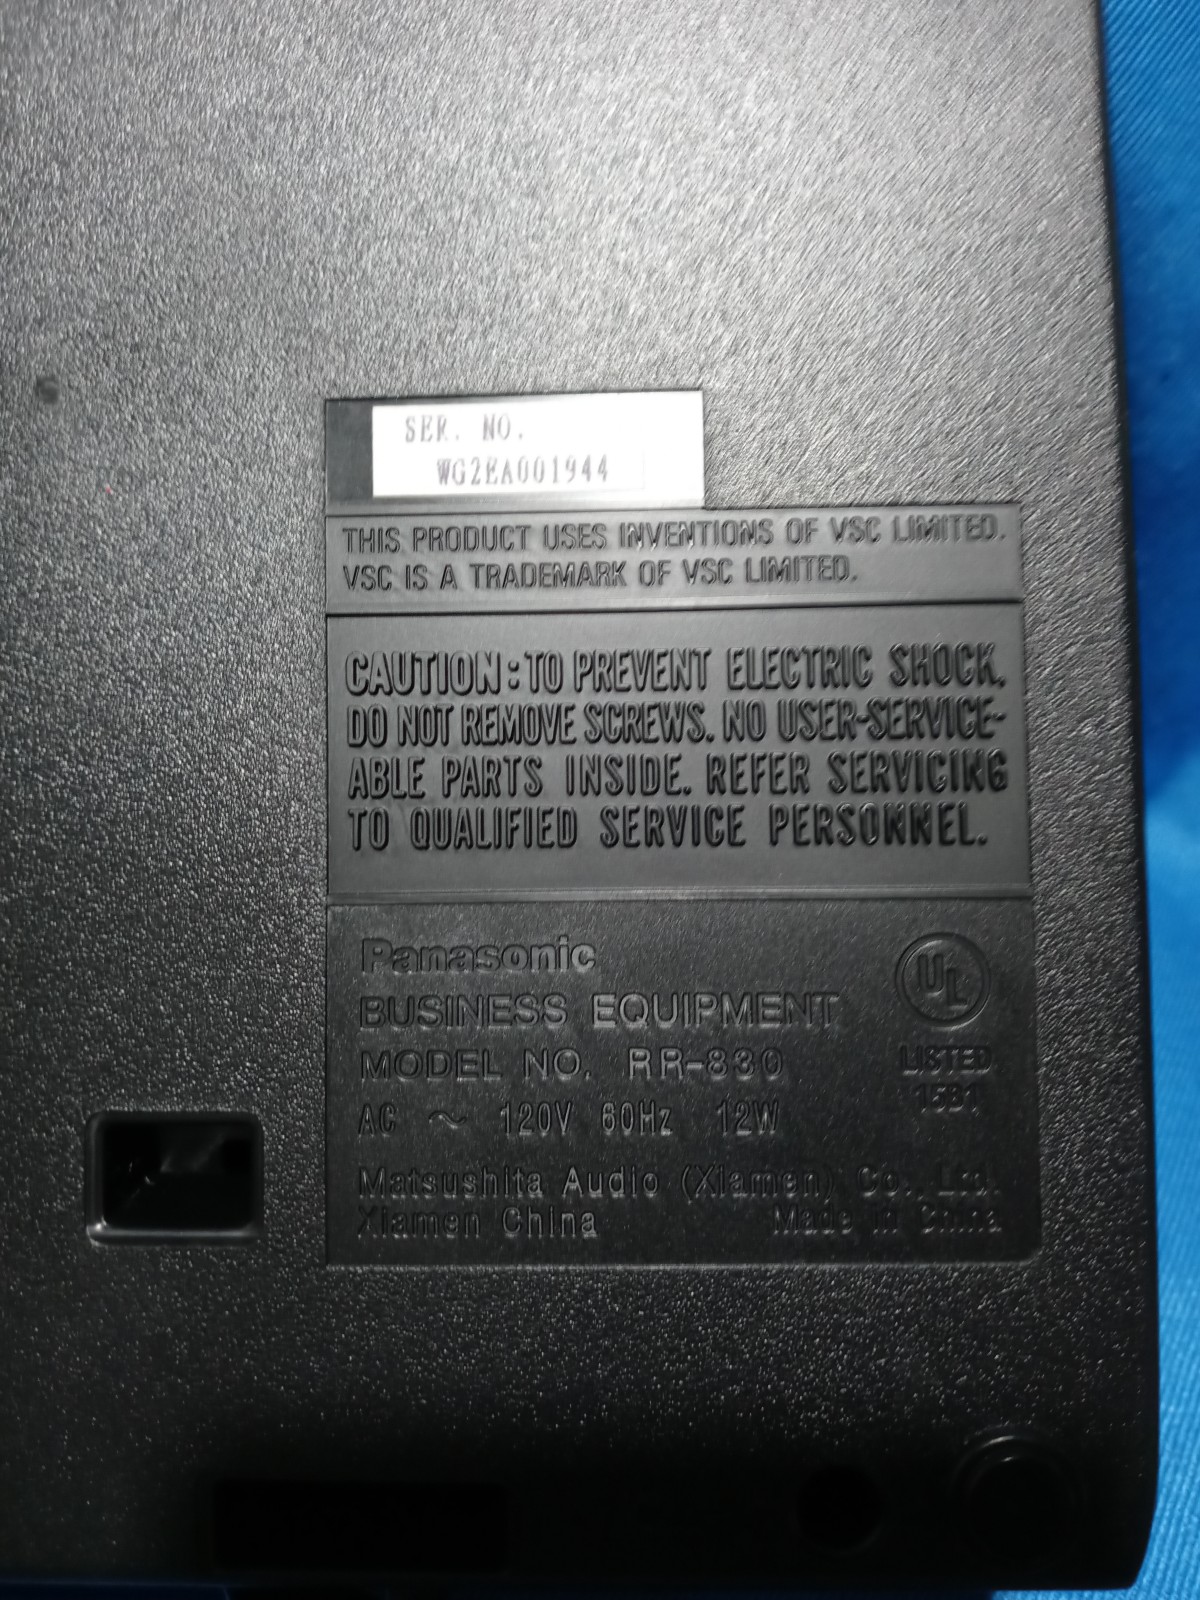 SER. NO.
WG2EA001944
THIS PRODUCT USES INVENTIONS OF VSC LIMITED.
VSC IS A TRADEMARK OF VSC LIMITED.
CAUTION: TO PREVENT ELECTRIC SHOCK,
DO NOT REMOVE SCREWS. NO USER-SERVICE-
ABLE PARTS INSIDE. REFER SERVICING
TO QUALIFIED SERVICE PERSONNEL.
Panasonic
BUSINESS EQUIPMENT
MODEL NO. RR-830
AC ~ 120V 60Hz 12W
UL
LISTED
15B1
Matsushita Audio (Xiamen) Co., Ltd.
Xiamen China Made in China